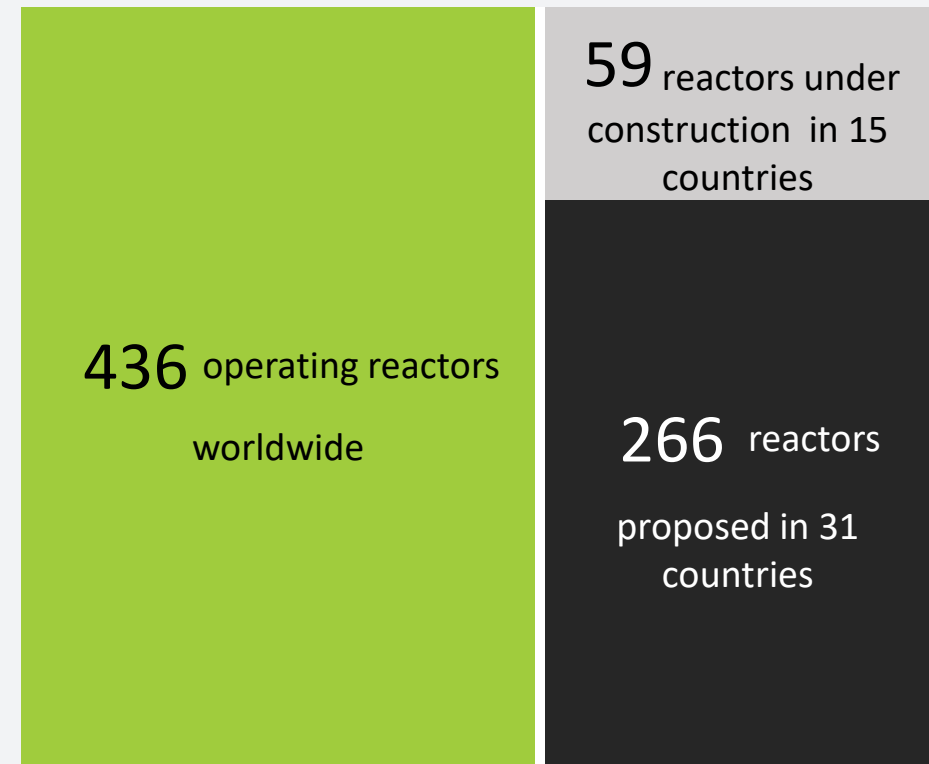 436 operating reactors
worldwide
59 reactors under
construction in 15
countries
266 reactors
proposed in 31
countries